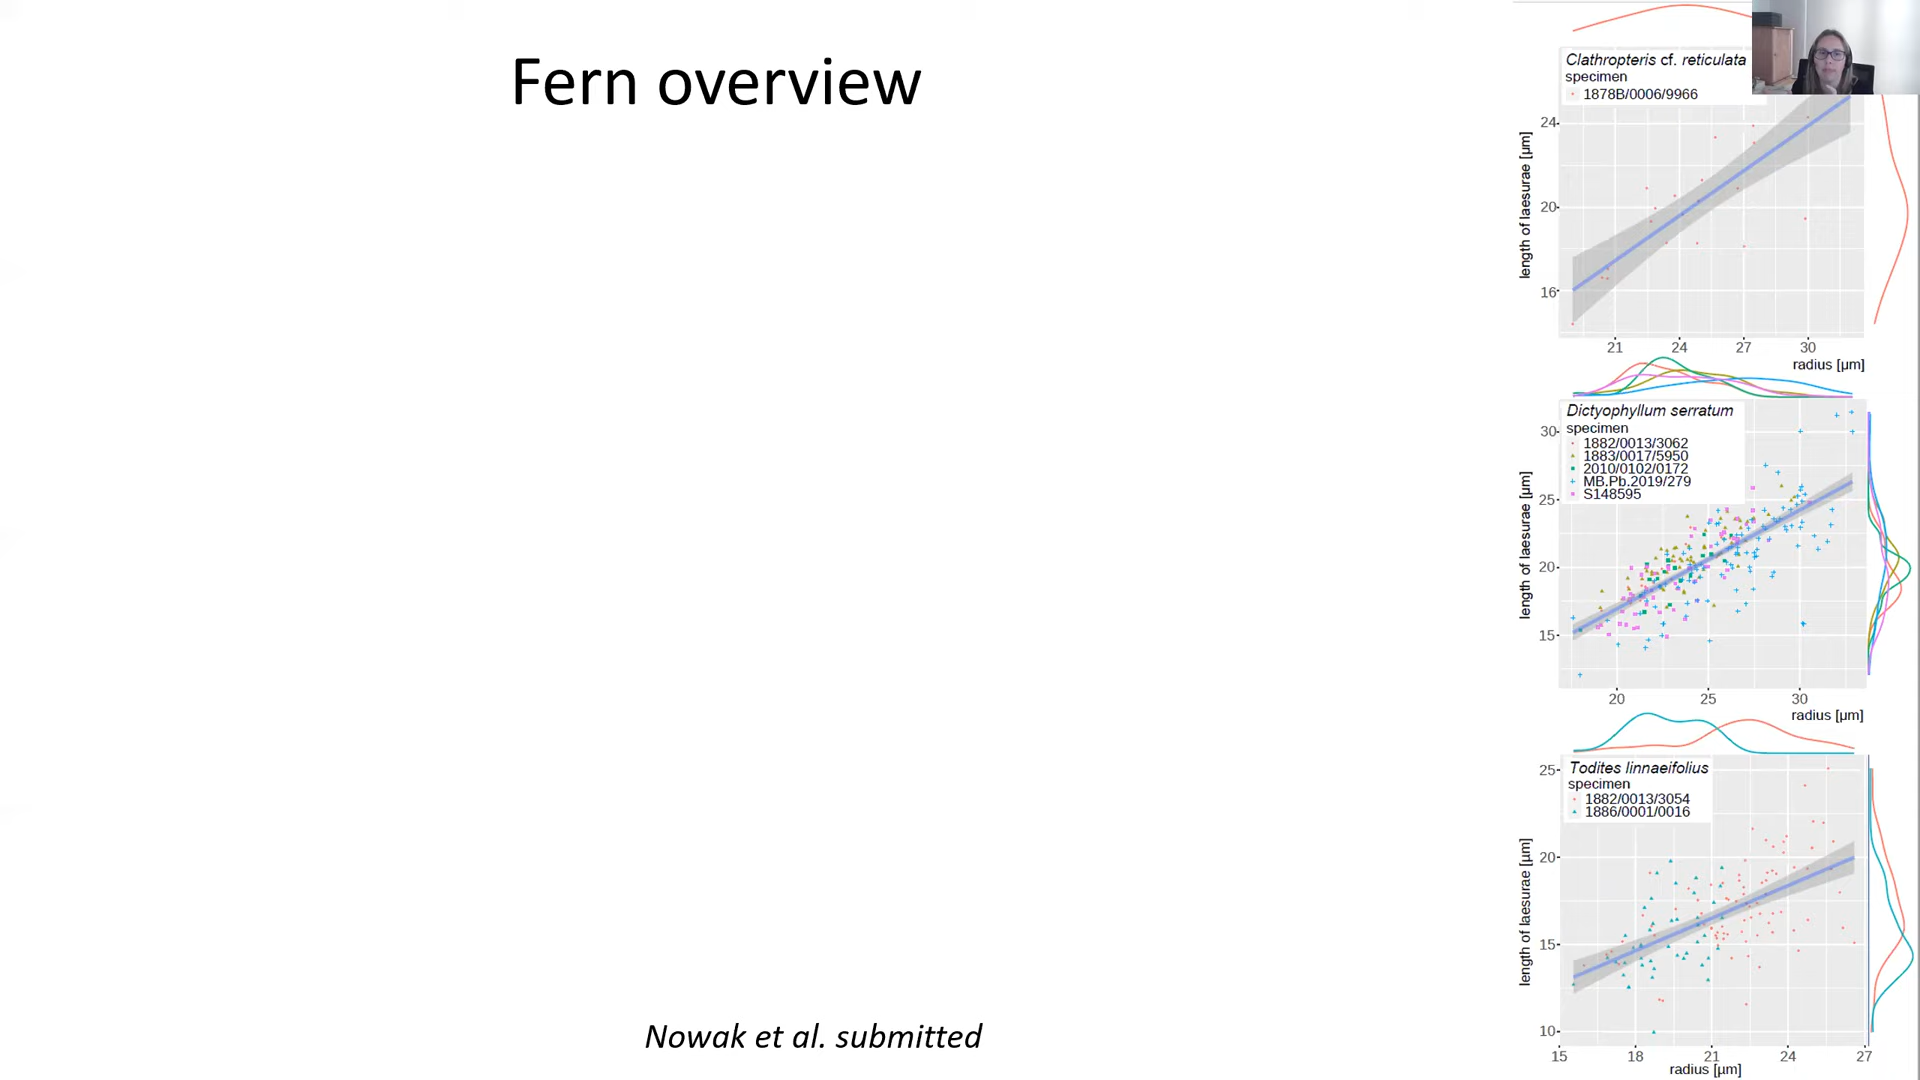 Fern overview
Clathropteris cf. reticulata
specimen
1878B/0006/9966
length of laesurae [µm]
24
20
16
21 24 27 30
radius [µm]
Dictyophyllum serratum
specimen
1882/0013/3062
1883/0017/5950
2010/0102/0172
MB.Pb.2019/279
S148595
length of laesurae [µm]
30
25
20
15
20 25 30
radius [µm]
Todites linnaeifolius
specimen
1882/0013/3054
1886/0001/0016
length of laesurae [µm]
25
20
15
10
15 18 21 24 27
radius [µm]
Nowak et al. submitted